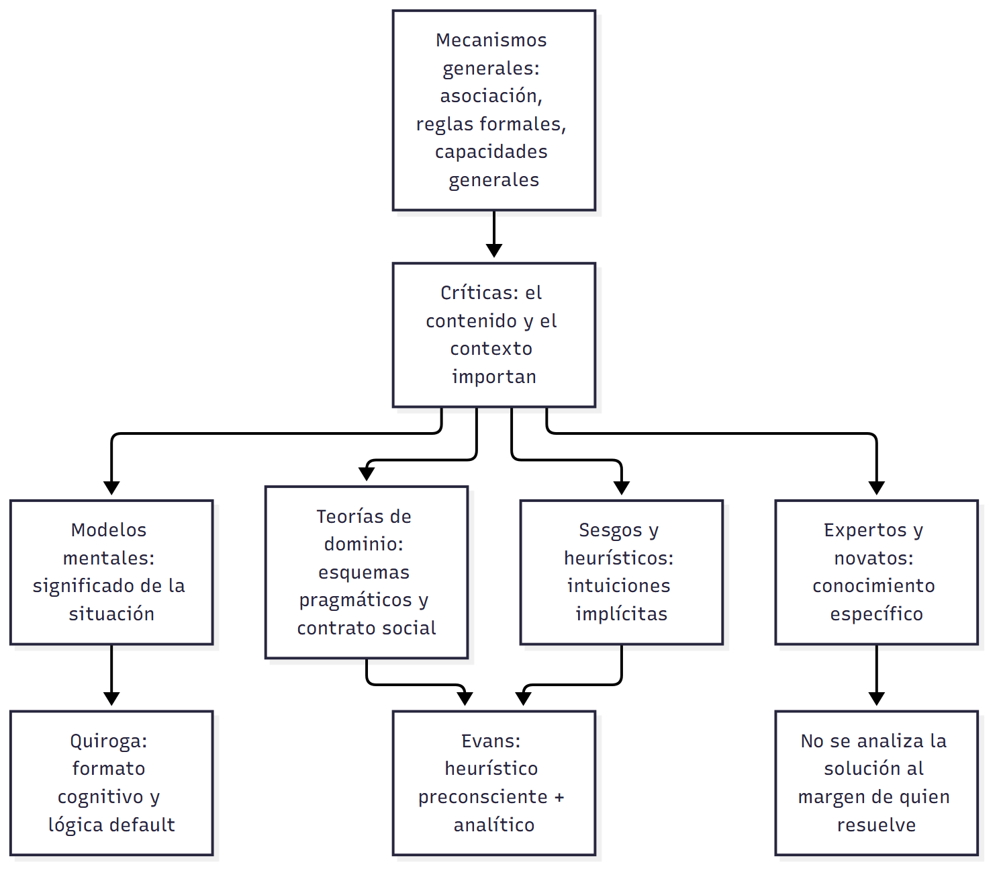 Mecanismos
generales:
asociación,
reglas formales,
capacidades
generales
Críticas: el
contenido y el
contexto
importan
Modelos
mentales:
significado de la
situación
Teorías de
dominio:
esquemas
pragmáticos y
contrato social
Sesgos y
heurísticos:
intuiciones
implícitas
Expertos y
novatos:
conocimiento
específico
Quiroga:
formato
cognitivo y
lógica default
Evans:
heurístico
preconsciente +
analítico
No se analiza la
solución al
margen de quien
resuelve